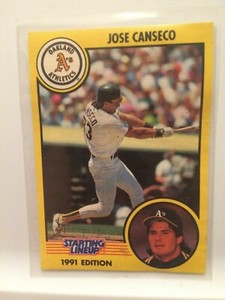 JOSE CANSECO
OAKLAND
A's
ATHLETICS
STARTING
LINEUP
1991 EDITION